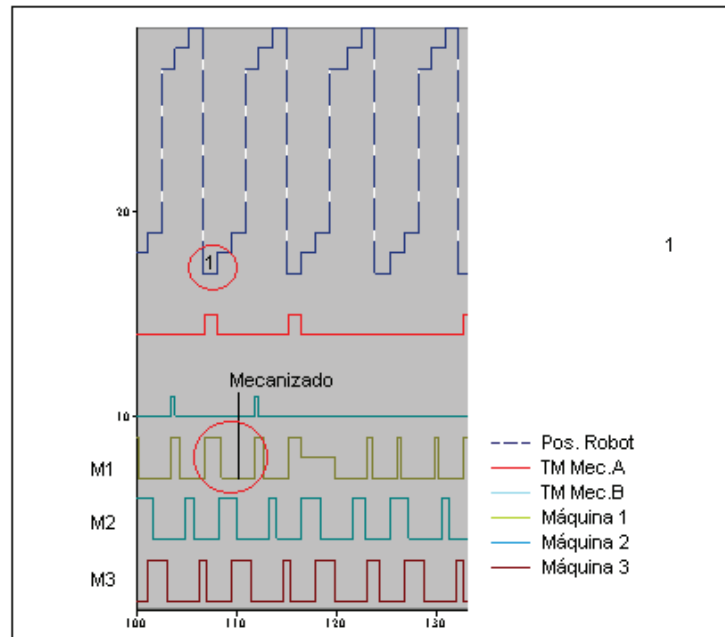 20
1
1
Mecanizado
10
M1
M2
M3
Pos. Robot
TM Mec.A
TM Mec.B
Máquina 1
Máquina 2
Máquina 3
100
110
120
130